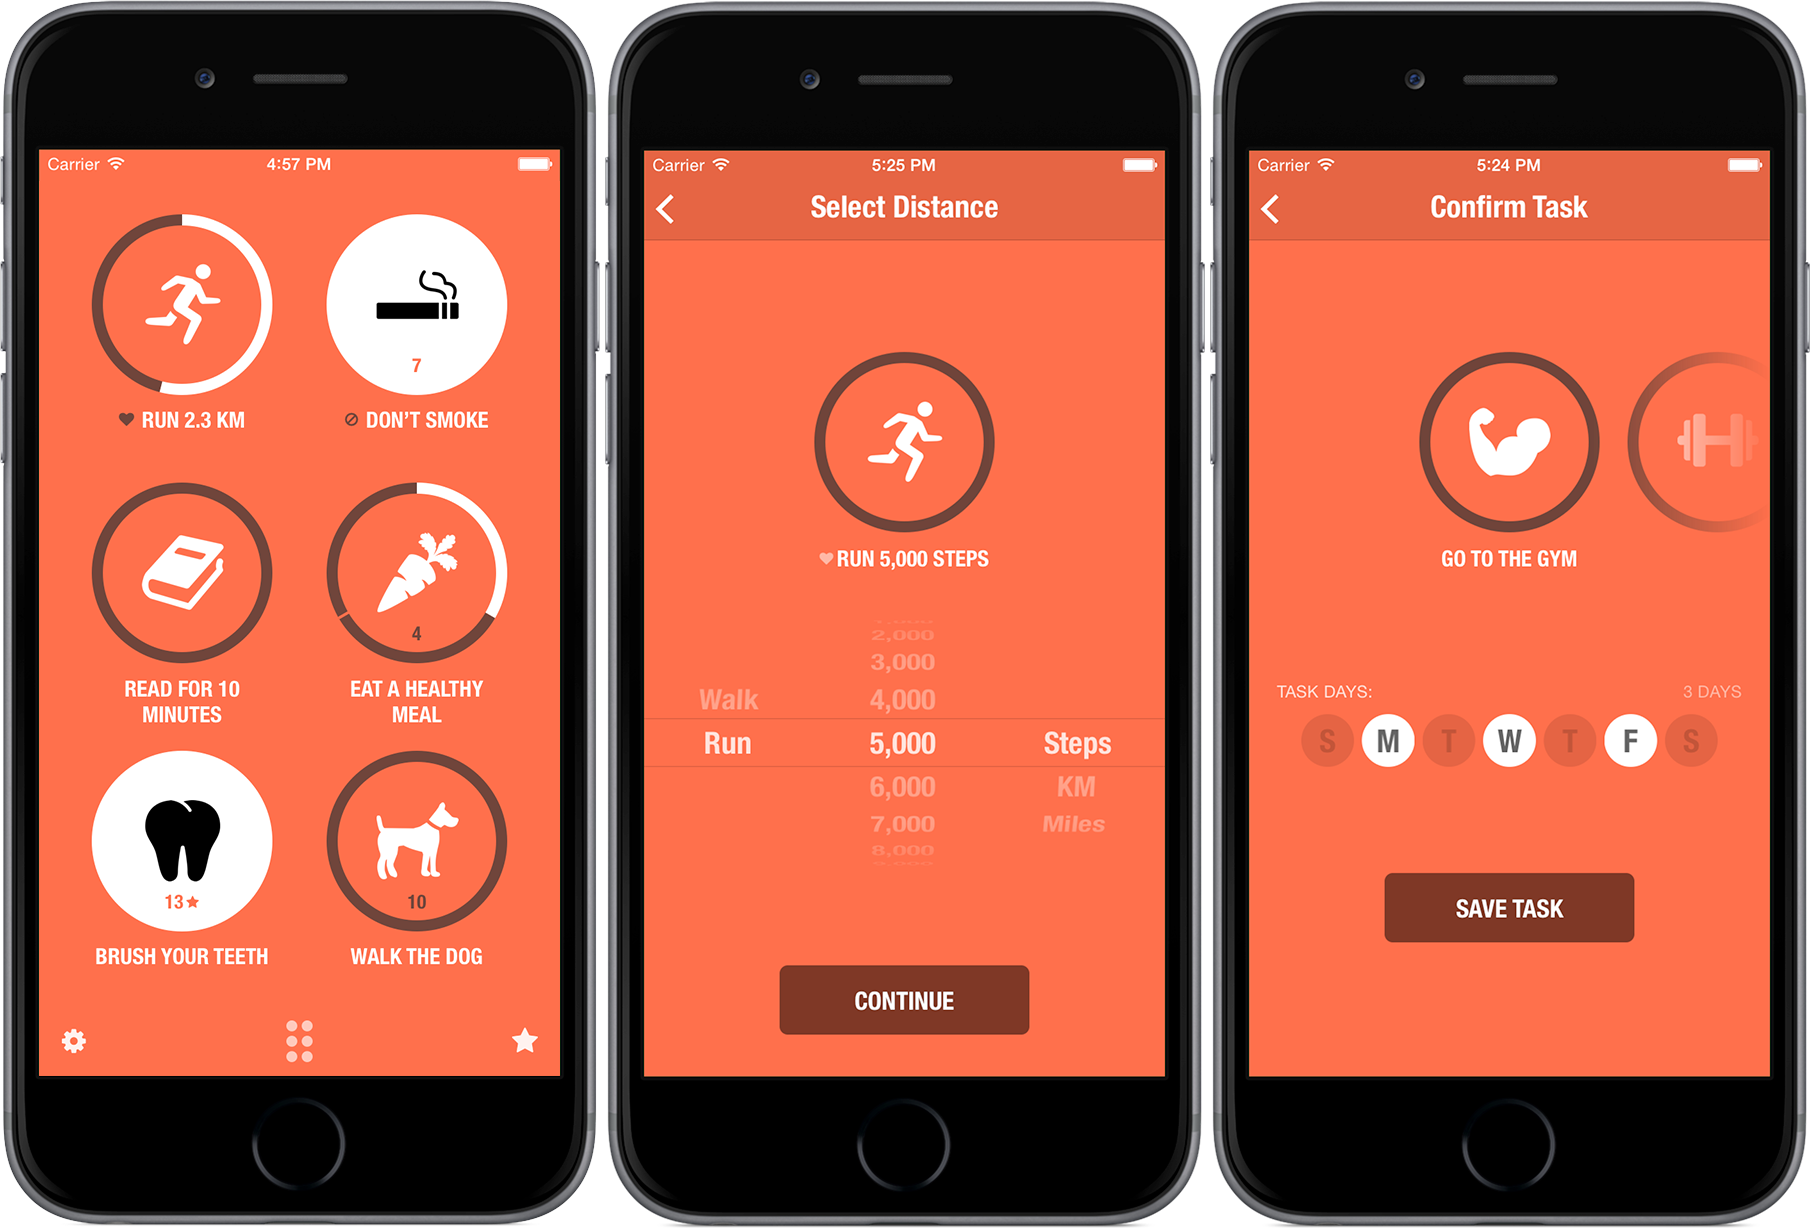 Carrier 4:57 PM
7
RUN 2.3 KM
DON'T SMOKE
4
READ FOR 10
MINUTES
EAT A HEALTHY
MEAL
13
10
BRUSH YOUR TEETH
WALK THE DOG
Carrier 5:25 PM
Select Distance
RUN 5,000 STEPS
2,000
3,000
Walk 4,000
Run 5,000 Steps
6,000 KM
7,000 Miles
8,000
CONTINUE
Carrier 5:24 PM
Confirm Task
GO TO THE GYM
TASK DAYS: 3 DAYS
S M T W T F S
SAVE TASK